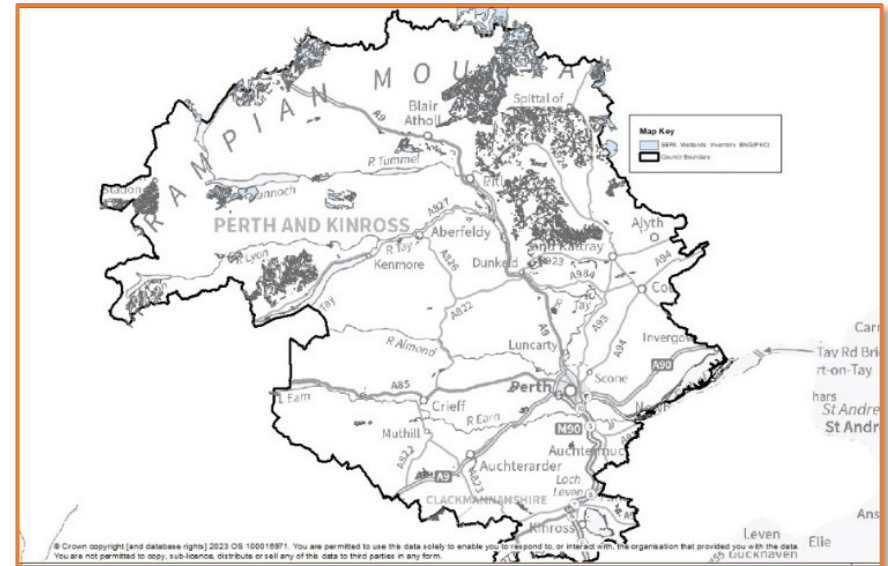 RAMPIAN MOU A
Blair
Atholl
A9
Spittal of
Map Key
SEPA Wetlands Inventory BNG(PKC)
Council Boundary
R Tummel
PERTH AND KINROSS
A827
Aberfeldy
Alyth
R Lyon
R Tay
Kenmore
A826
Dunkeld
A923
A984
A94
Tay
A822
R
Tay
A93
A9
R Almond
Luncarty
A94
Invergow
A90
Tay Rd Bri
rt-on-Tay
Scone
Perth
L Earn
A85
Crieff
R Earn
hars
St Andre
St Andr
M90
Muthill
A822
Auchtermuc
Auchterarder
A9
A823
Loch
Leven
CLACKMANNANSHIRE
Kinross
Leven
Elie
Buckhaven
© Crown copyright [and database rights] 2023 OS 100016971. You are permitted to use this data solely to enable you to respond to, or interact with, the organisation that provided you with the data.
You are not permitted to copy, sub-licence, distribute or sell any of this data to third parties in any form.